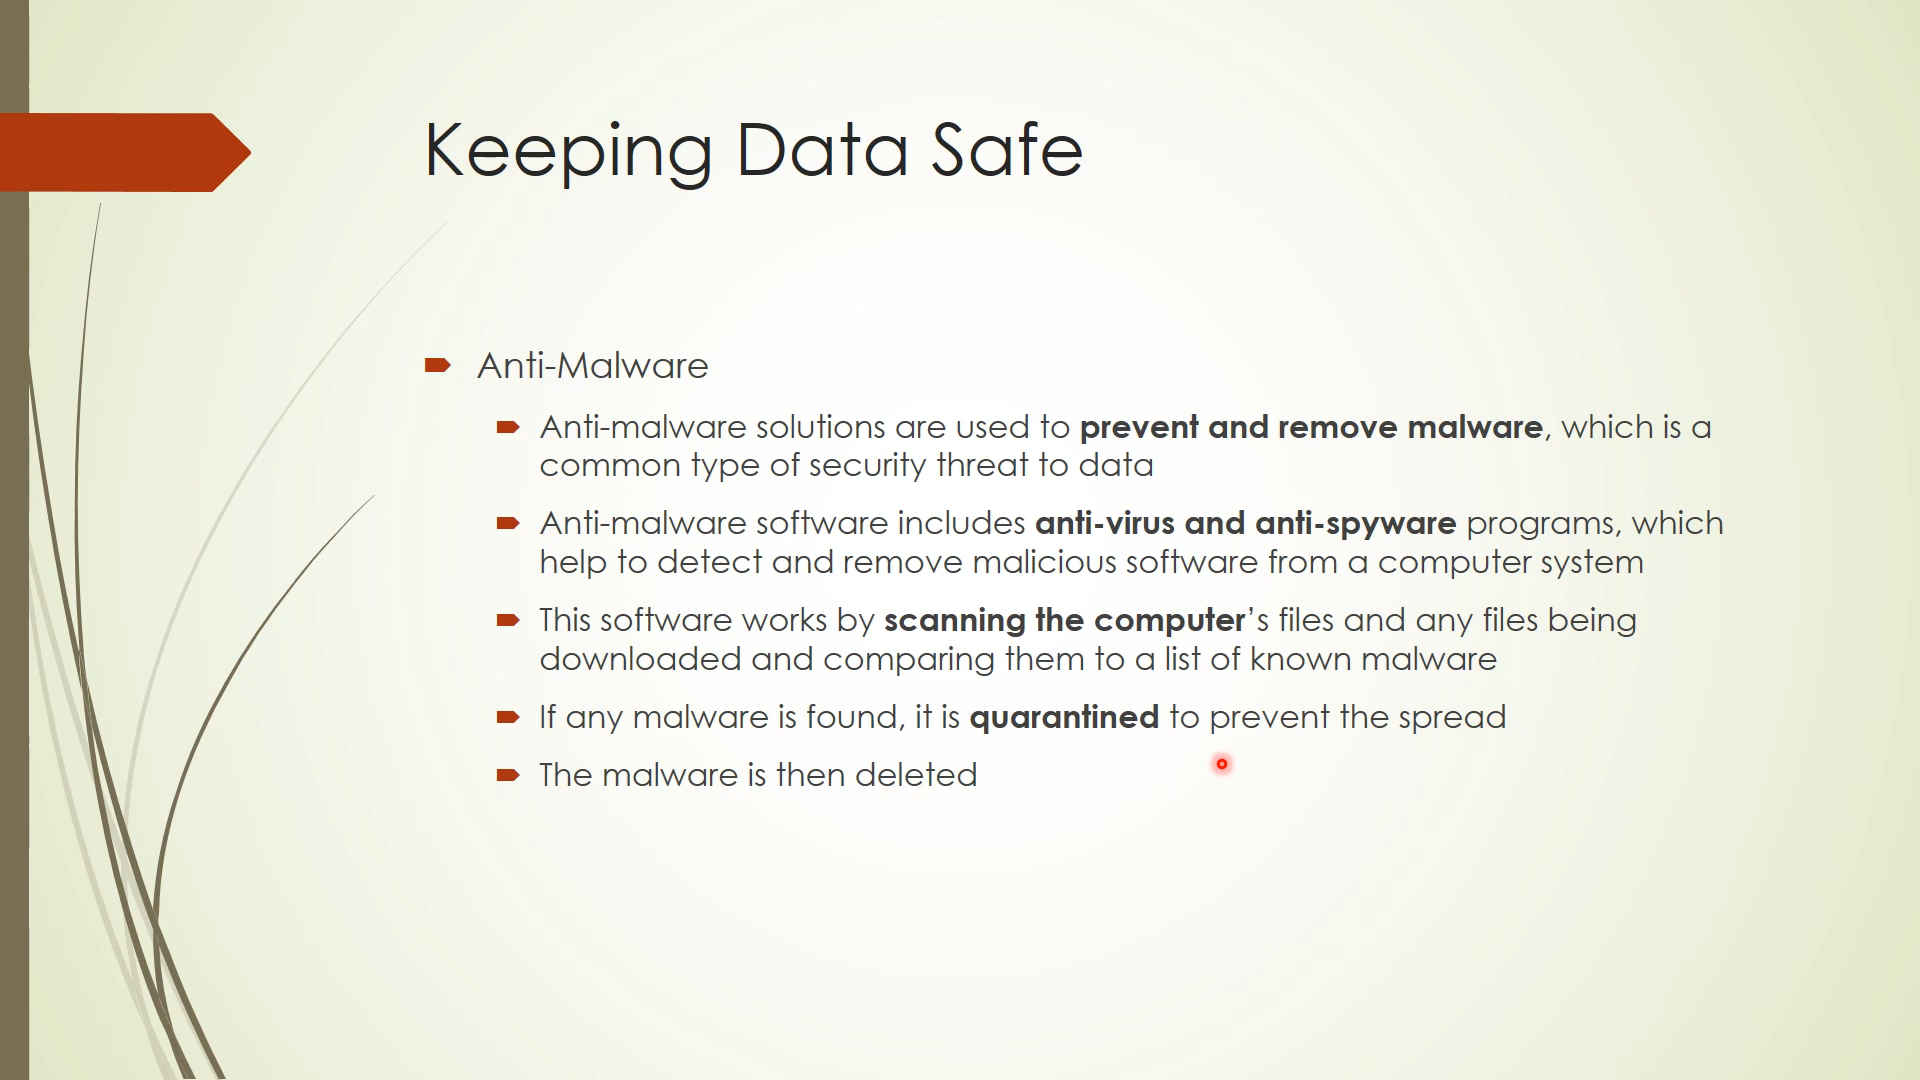 Keeping Data Safe
Anti-Malware
Anti-malware solutions are used to prevent and remove malware, which is a
common type of security threat to data
Anti-malware software includes anti-virus and anti-spyware programs, which
help to detect and remove malicious software from a computer system
This software works by scanning the computer’s files and any files being
downloaded and comparing them to a list of known malware
If any malware is found, it is quarantined to prevent the spread
The malware is then deleted